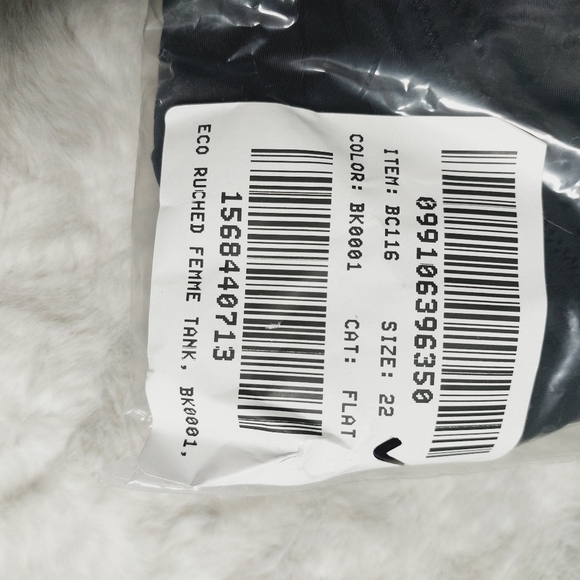 099106396350
ITEM: BC116 SIZE: 22
COLOR: BK0001 CAT: FLAT
1568440713
ECO RUCHED FEMME TANK, BK0001,